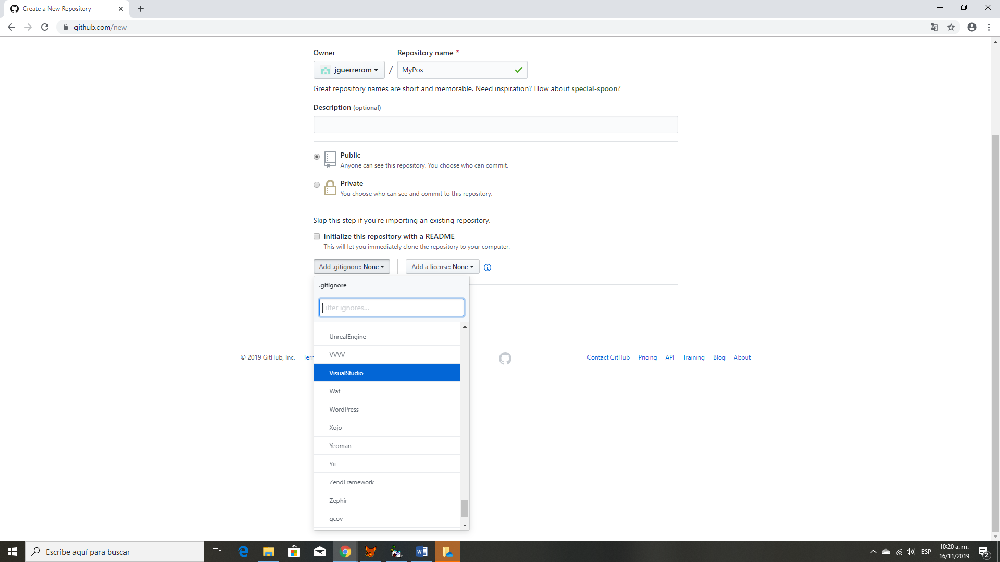 Create a New Repository
github.com/new
Owner
Repository name *
jguerrerom / MyPos
Great repository names are short and memorable. Need inspiration? How about special-spoon?
Description (optional)
Public
Anyone can see this repository. You choose who can commit.
Private
You choose who can see and commit to this repository.
Skip this step if you're importing an existing repository.
Initialize this repository with a README
This will let you immediately clone the repository to your computer.
Add .gitignore: None
Add a license: None
.gitignore
Filter ignores...
UnrealEngine
VVVV
VisualStudio
Waf
WordPress
Xojo
Yeoman
Yii
ZendFramework
Zephir
gcov
© 2019 GitHub, Inc.
Contact GitHub Pricing API Training Blog About
Escribe aquí para buscar
ESP
10:20 a. m.
16/11/2019
2